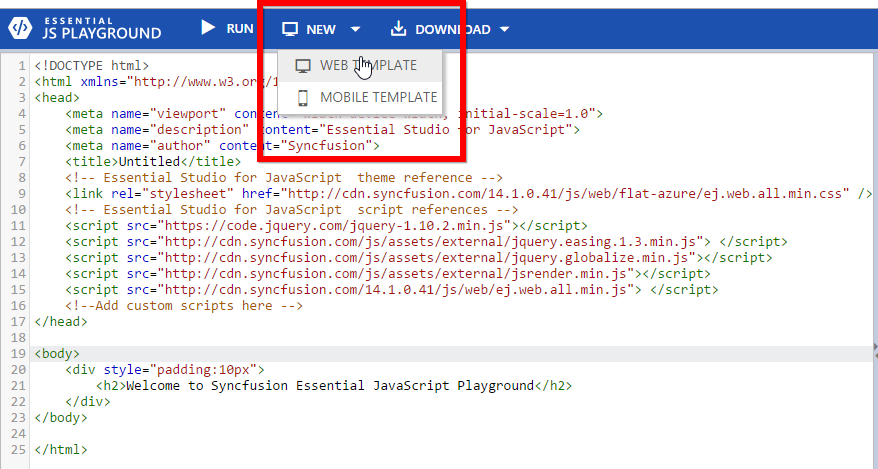 ESSENTIAL
JS PLAYGROUND
RUN
NEW
DOWNLOAD
WEB TEMPLATE
MOBILE TEMPLATE
1 <!DOCTYPE html>
2 <html xmlns="http://www.w3.org/1
3 <head>
4 <meta name="viewport" content= initial-scale=1.0">
5 <meta name="description" content="Essential Studio for JavaScript">
6 <meta name="author" content="Syncfusion">
7 <title>Untitled</title>
8 <!-- Essential Studio for JavaScript  theme reference -->
9 <link rel="stylesheet" href="http://cdn.syncfusion.com/14.1.0.41/js/web/flat-azure/ej.web.all.min.css" />
10 <!-- Essential Studio for JavaScript  script references -->
11 <script src="https://code.jquery.com/jquery-1.10.2.min.js"></script>
12 <script src="http://cdn.syncfusion.com/js/assets/external/jquery.easing.1.3.min.js"> </script>
13 <script src="http://cdn.syncfusion.com/js/assets/external/jquery.globalize.min.js"></script>
14 <script src="http://cdn.syncfusion.com/js/assets/external/jsrender.min.js"></script>
15 <script src="http://cdn.syncfusion.com/14.1.0.41/js/web/ej.web.all.min.js"> </script>
16 <!--Add custom scripts here -->
17 </head>
18
19 <body>
20 <div style="padding:10px">
21 <h2>Welcome to Syncfusion Essential JavaScript Playground</h2>
22 </div>
23 </body>
24
25 </html>